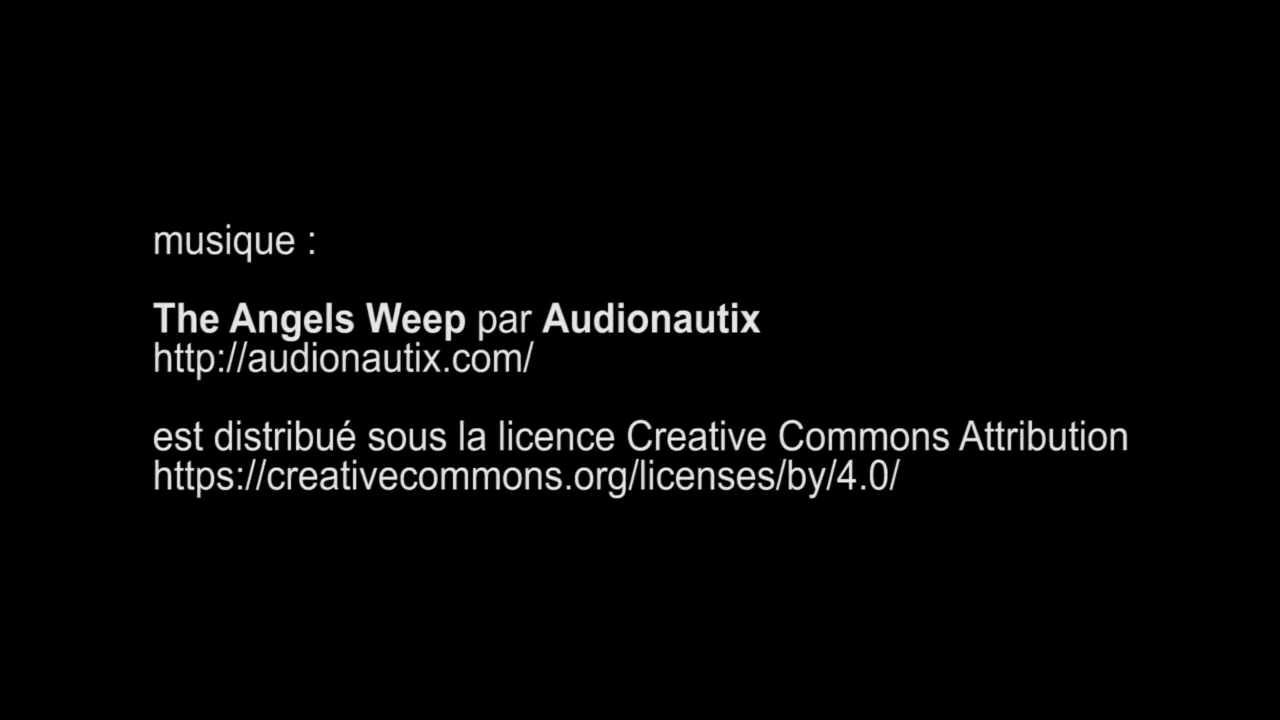 musique :
The Angels Weep par Audionautix
http://audionautix.com/
est distribué sous la licence Creative Commons Attribution
https://creativecommons.org/licenses/by/4.0/